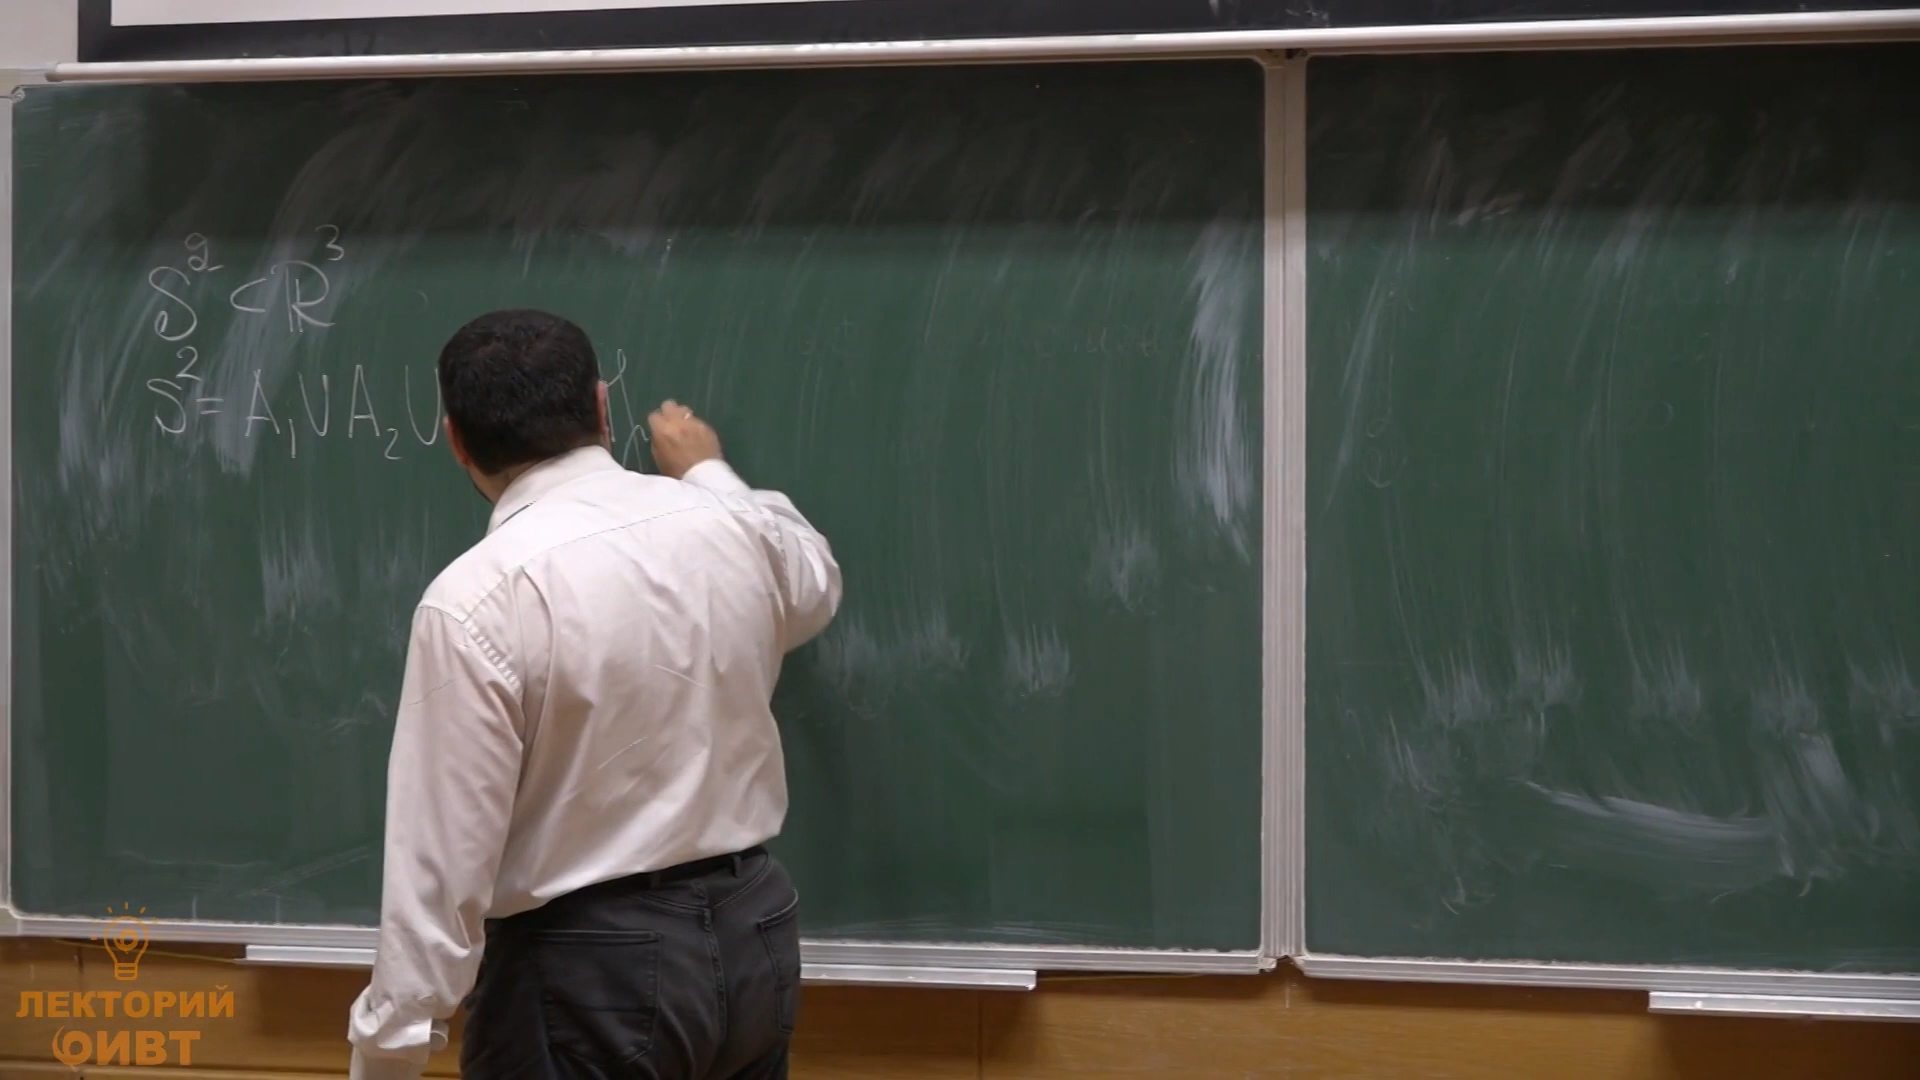 S² ⊂ ℝ³
S² = A₁ ∪ A₂ ∪
ЛЕКТОРИЙ
ФИВТ